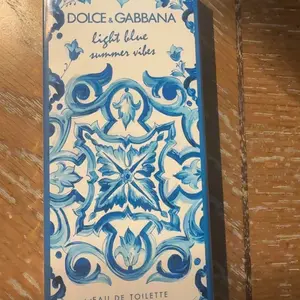 DOLCE & GABBANA
light blue
summer vibes
EAU DE TOILETTE